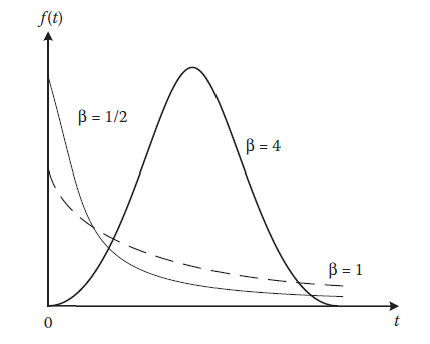 f(t)
β = 1/2
β = 4
β = 1
0
t